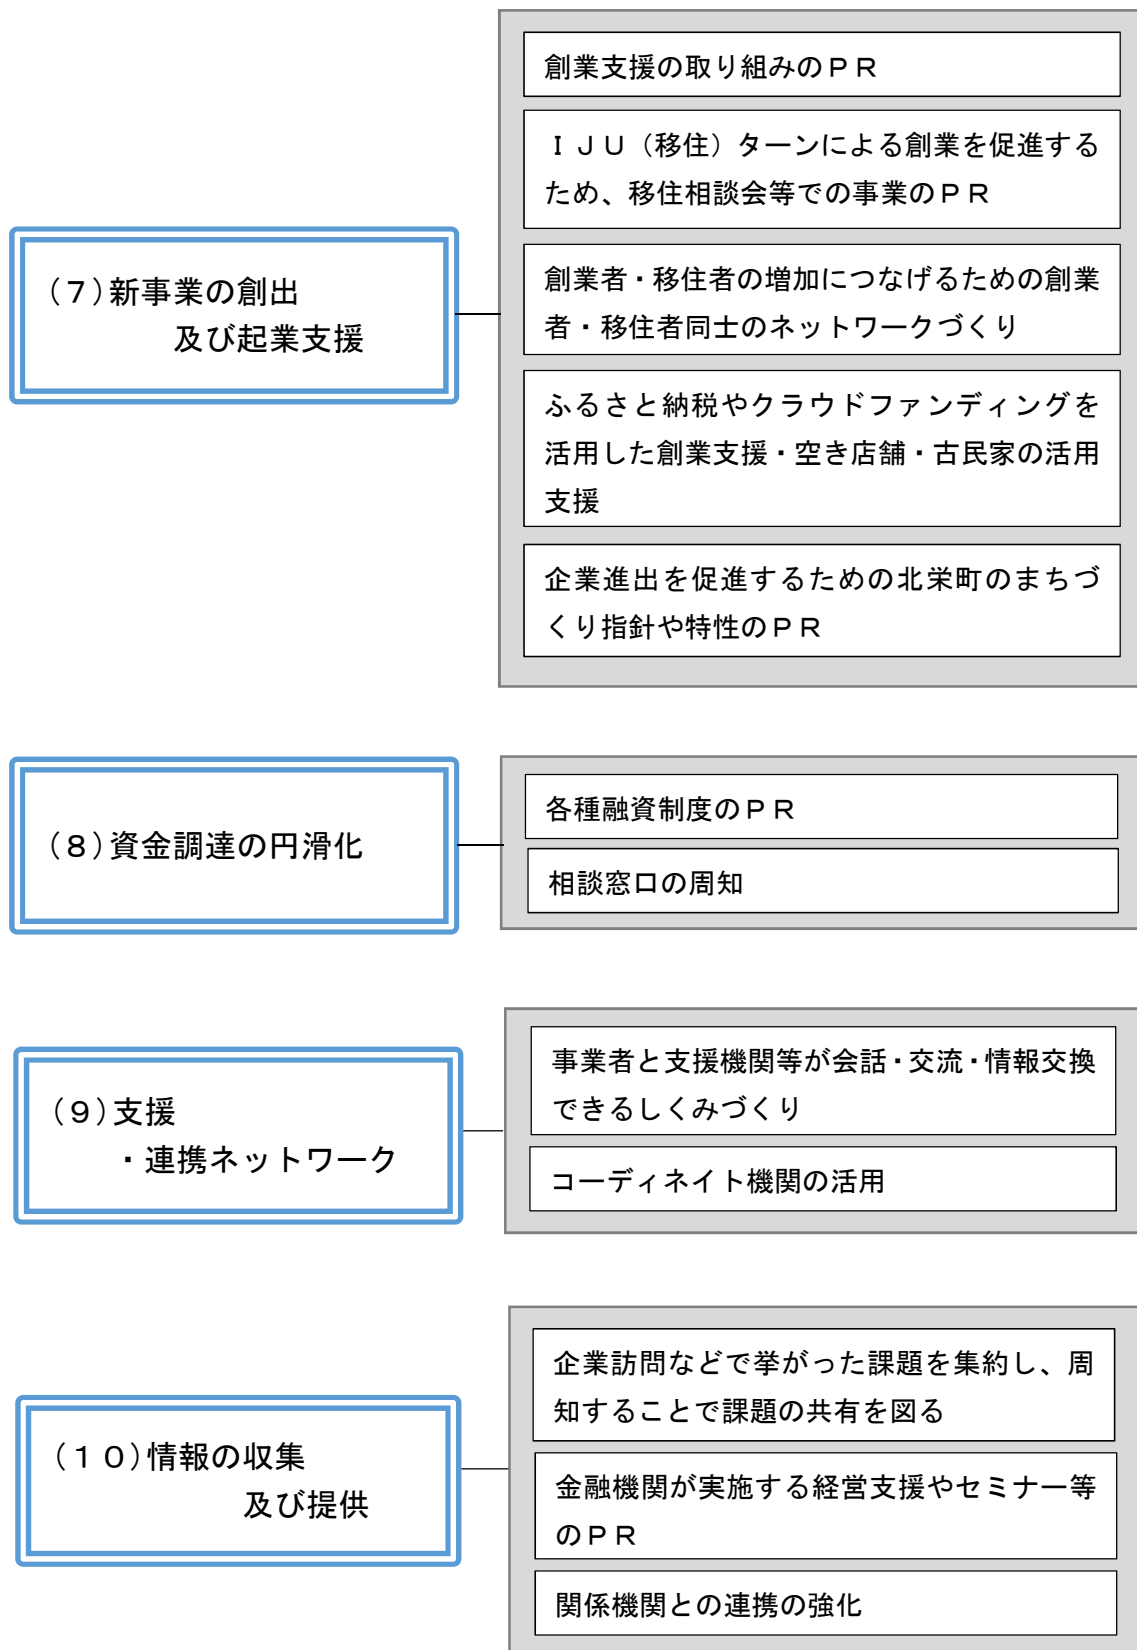 創業支援の取り組みのＰＲ
ＩＪＵ（移住）ターンによる創業を促進する
ため、移住相談会等での事業のＰＲ
（７）新事業の創出
及び起業支援
創業者・移住者の増加につなげるための創業
者・移住者同士のネットワークづくり
ふるさと納税やクラウドファンディングを
活用した創業支援・空き店舗・古民家の活用
支援
企業進出を促進するための北栄町のまちづ
くり指針や特性のＰＲ
（８）資金調達の円滑化
各種融資制度のＰＲ
相談窓口の周知
（９）支援
・連携ネットワーク
事業者と支援機関等が会話・交流・情報交換
できるしくみづくり
コーディネイト機関の活用
（１０）情報の収集
及び提供
企業訪問などで挙がった課題を集約し、周
知することで課題の共有を図る
金融機関が実施する経営支援やセミナー等
のＰＲ
関係機関との連携の強化